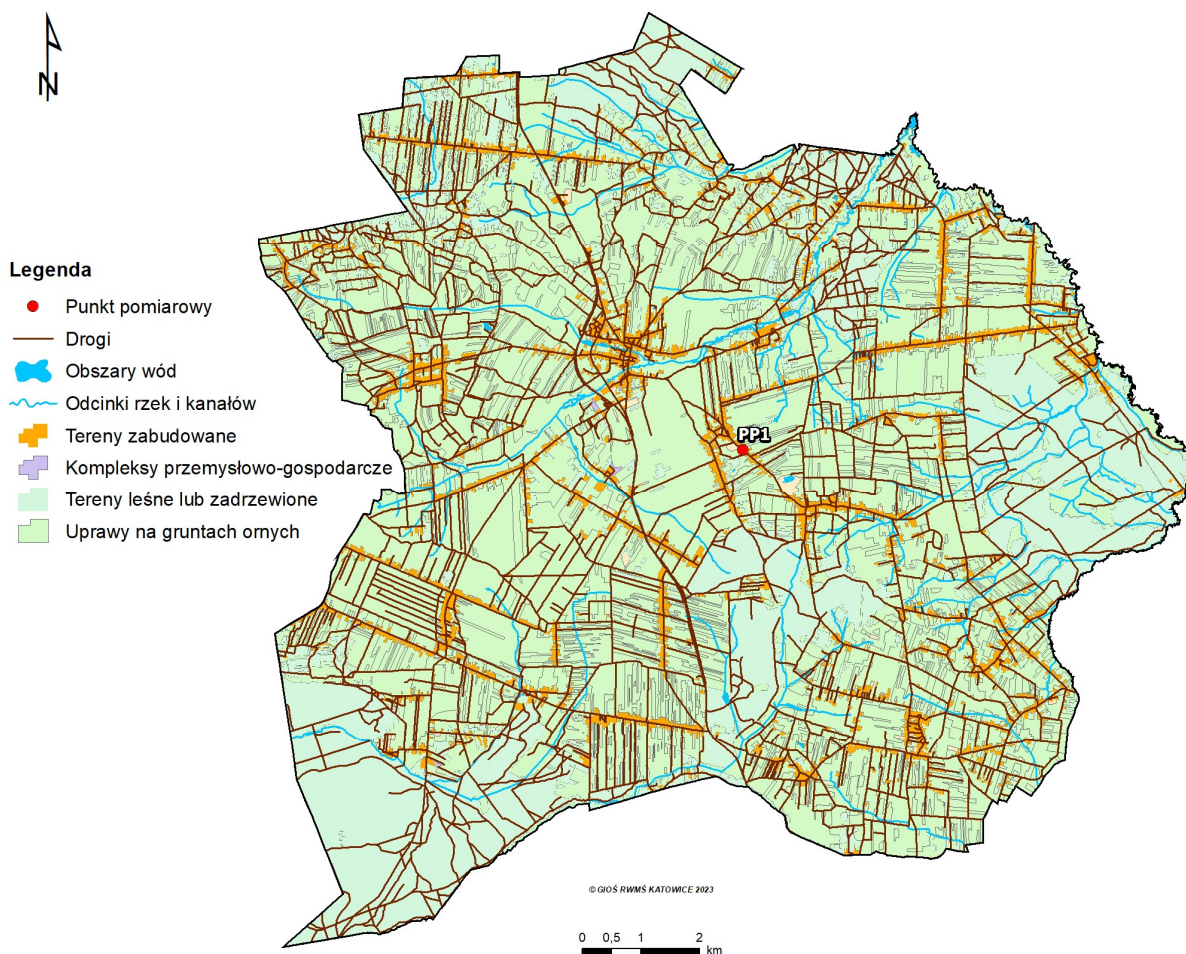 N
Legenda
Punkt pomiarowy
Drogi
Obszary wód
Odcinki rzek i kanałów
Tereny zabudowane
Kompleksy przemysłowo-gospodarcze
Tereny leśne lub zadrzewione
Uprawy na gruntach ornych
PP1
© GIOŚ RWMŚ KATOWICE 2023
0 0,5 1 2
km